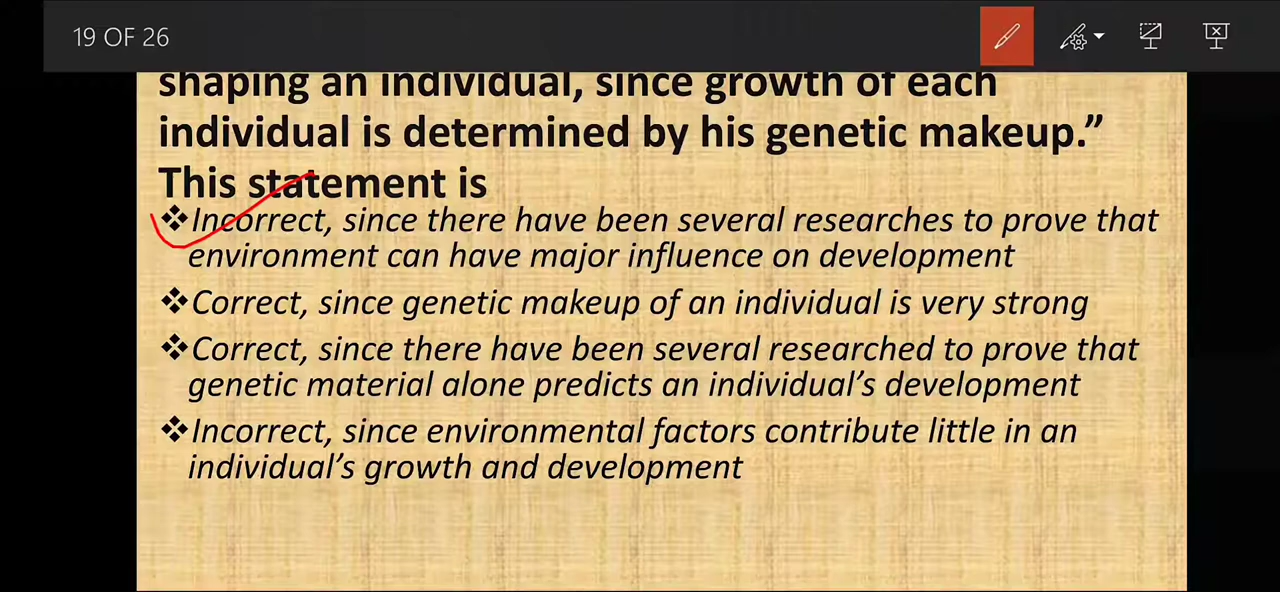 19 OF 26
shaping an individual, since growth of each
individual is determined by his genetic makeup.”
This statement is
❖Incorrect, since there have been several researches to prove that
environment can have major influence on development
❖Correct, since genetic makeup of an individual is very strong
❖Correct, since there have been several researched to prove that
genetic material alone predicts an individual’s development
❖Incorrect, since environmental factors contribute little in an
individual’s growth and development